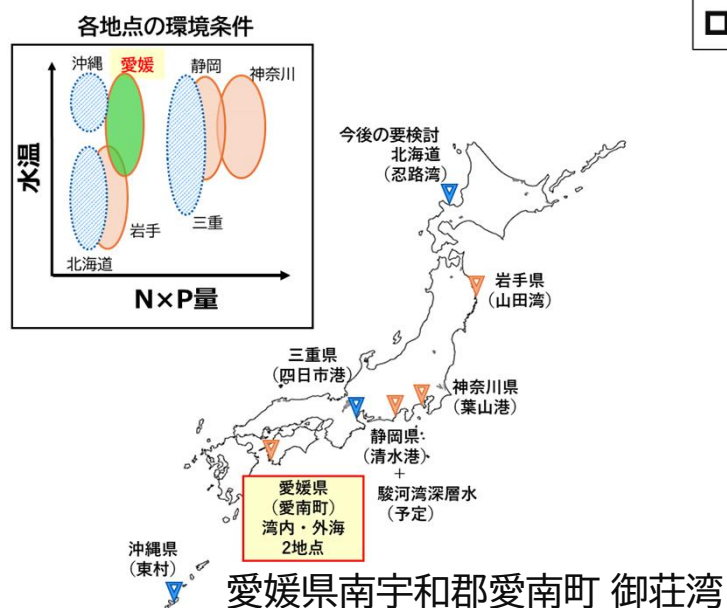 各地点の環境条件
沖縄
愛媛
静岡
神奈川
水温
岩手
三重
北海道
N×P量
今後の要検討
北海道
（忍路湾）
岩手県
（山田湾）
三重県
（四日市港）
神奈川県
（葉山港）
静岡県
（清水港）
+
駿河湾深層水
（予定）
愛媛県
（愛南町）
湾内・外海
2地点
沖縄県
（東村）
愛媛県南宇和郡愛南町 御荘湾